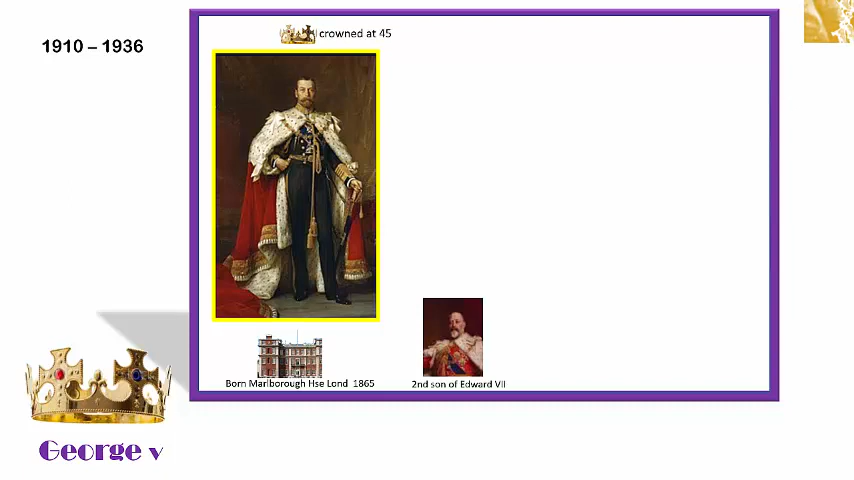 1910 – 1936
crowned at 45
Born Marlborough Hse Lond 1865
2nd son of Edward VII
George v